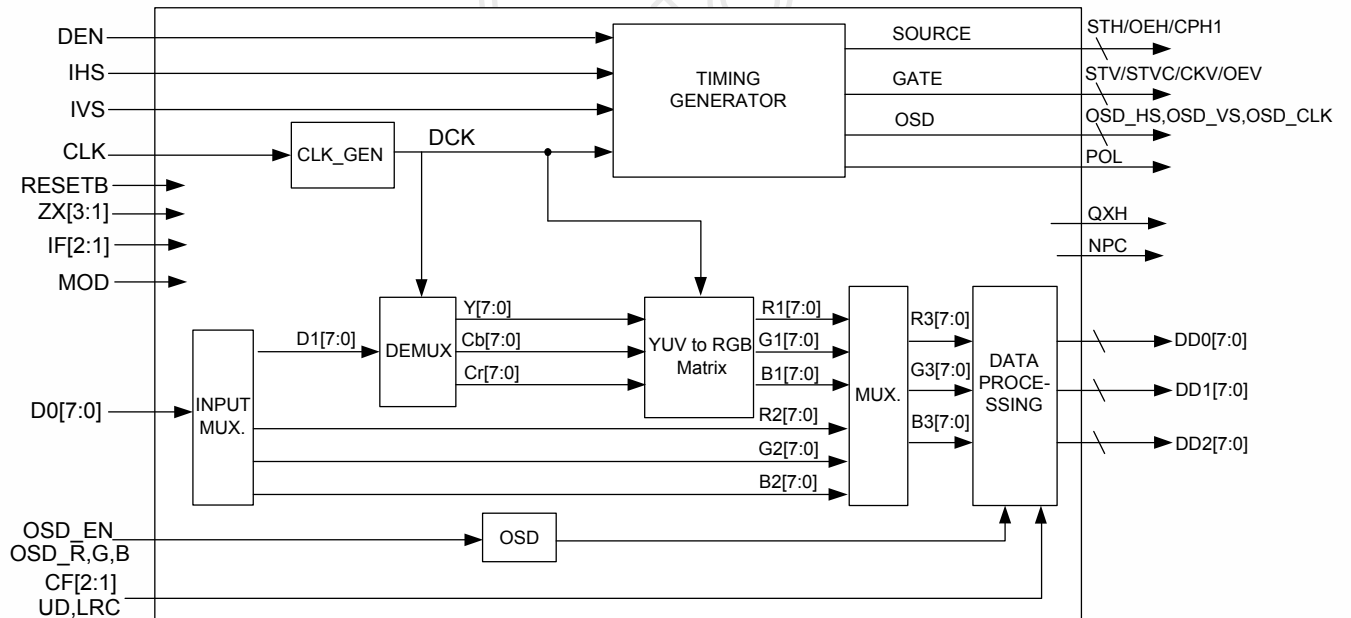 DEN
IHS
IVS
CLK
RESETB
ZX[3:1]
IF[2:1]
MOD
D0[7:0]
OSD_EN
OSD_R,G,B
CF[2:1]
UD,LRC
CLK_GEN
DCK
TIMING
GENERATOR
SOURCE
GATE
OSD
STH/OEH/CPH1
STV/STVC/CKV/OEV
OSD_HS,OSD_VS,OSD_CLK
POL
QXH
NPC
INPUT
MUX.
D1[7:0]
DEMUX
Y[7:0]
Cb[7:0]
Cr[7:0]
YUV to RGB
Matrix
R1[7:0]
G1[7:0]
B1[7:0]
R2[7:0]
G2[7:0]
B2[7:0]
MUX.
R3[7:0]
G3[7:0]
B3[7:0]
DATA
PROCE-
SSING
DD0[7:0]
DD1[7:0]
DD2[7:0]
OSD